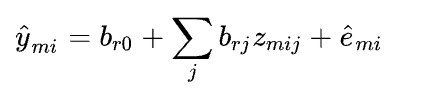 ŷ_{mi} = b_{r0} + ∑_j b_{rj} z_{mij} + ê_{mi}